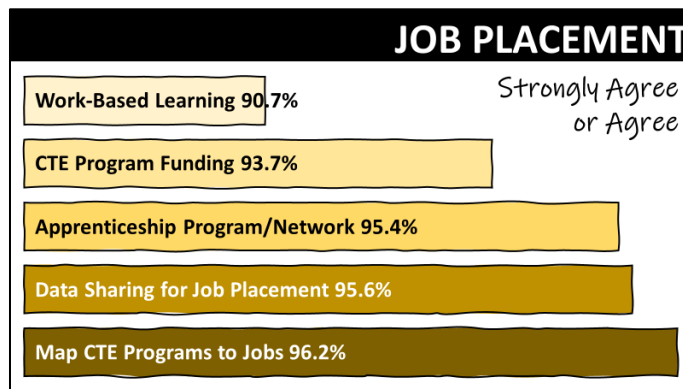 JOB PLACEMENT
Strongly Agree
or Agree
Work-Based Learning 90.7%
CTE Program Funding 93.7%
Apprenticeship Program/Network 95.4%
Data Sharing for Job Placement 95.6%
Map CTE Programs to Jobs 96.2%